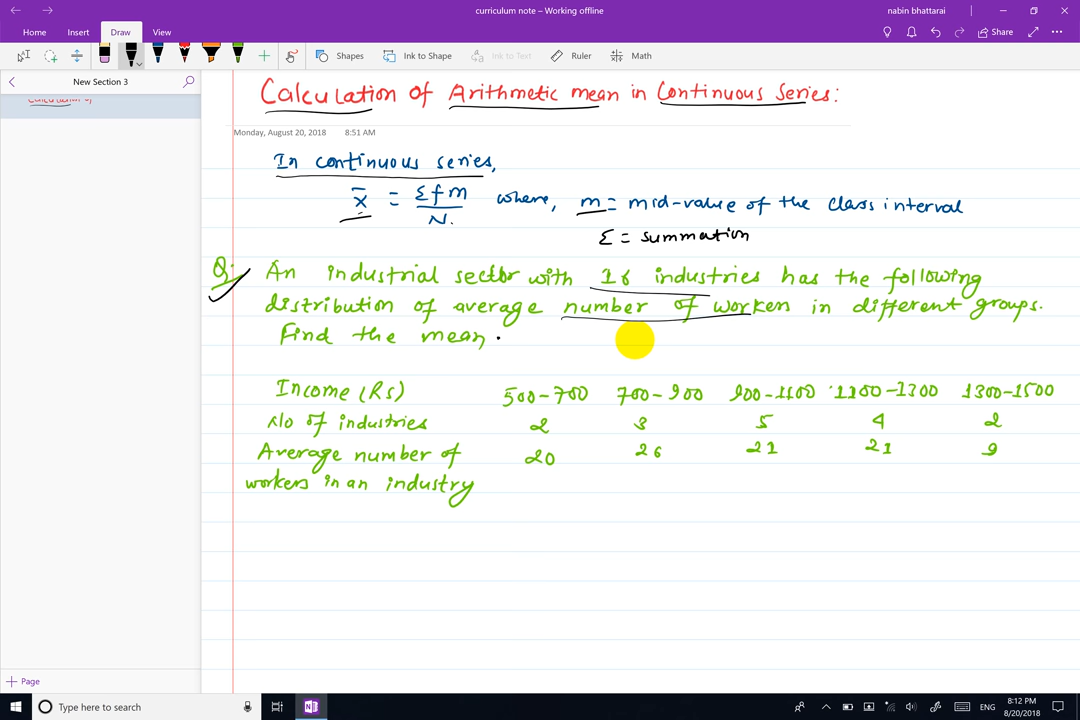 curriculum note – Working offline
nabin bhattarai
Home Insert Draw View
Share
Shapes Ink to Shape Ink to Text Ruler Math
New Section 3
Calculation of
Calculation of Arithmetic mean in Continuous Series:
Monday, August 20, 2018 8:51 AM
In continuous series,
x̄ = Σfm / N. where, m = mid-value of the class interval
Σ = summation
Q: An industrial sector with 16 industries has the following
distribution of average number of workers in different groups.
Find the mean.
Income (Rs) 500-700 700-900 900-1100 1100-1300 1300-1500
No of industries 2 3 5 4 2
Average number of 20 26 21 21 9
workers in an industry
Page
Type here to search
ENG
8:12 PM
8/20/2018